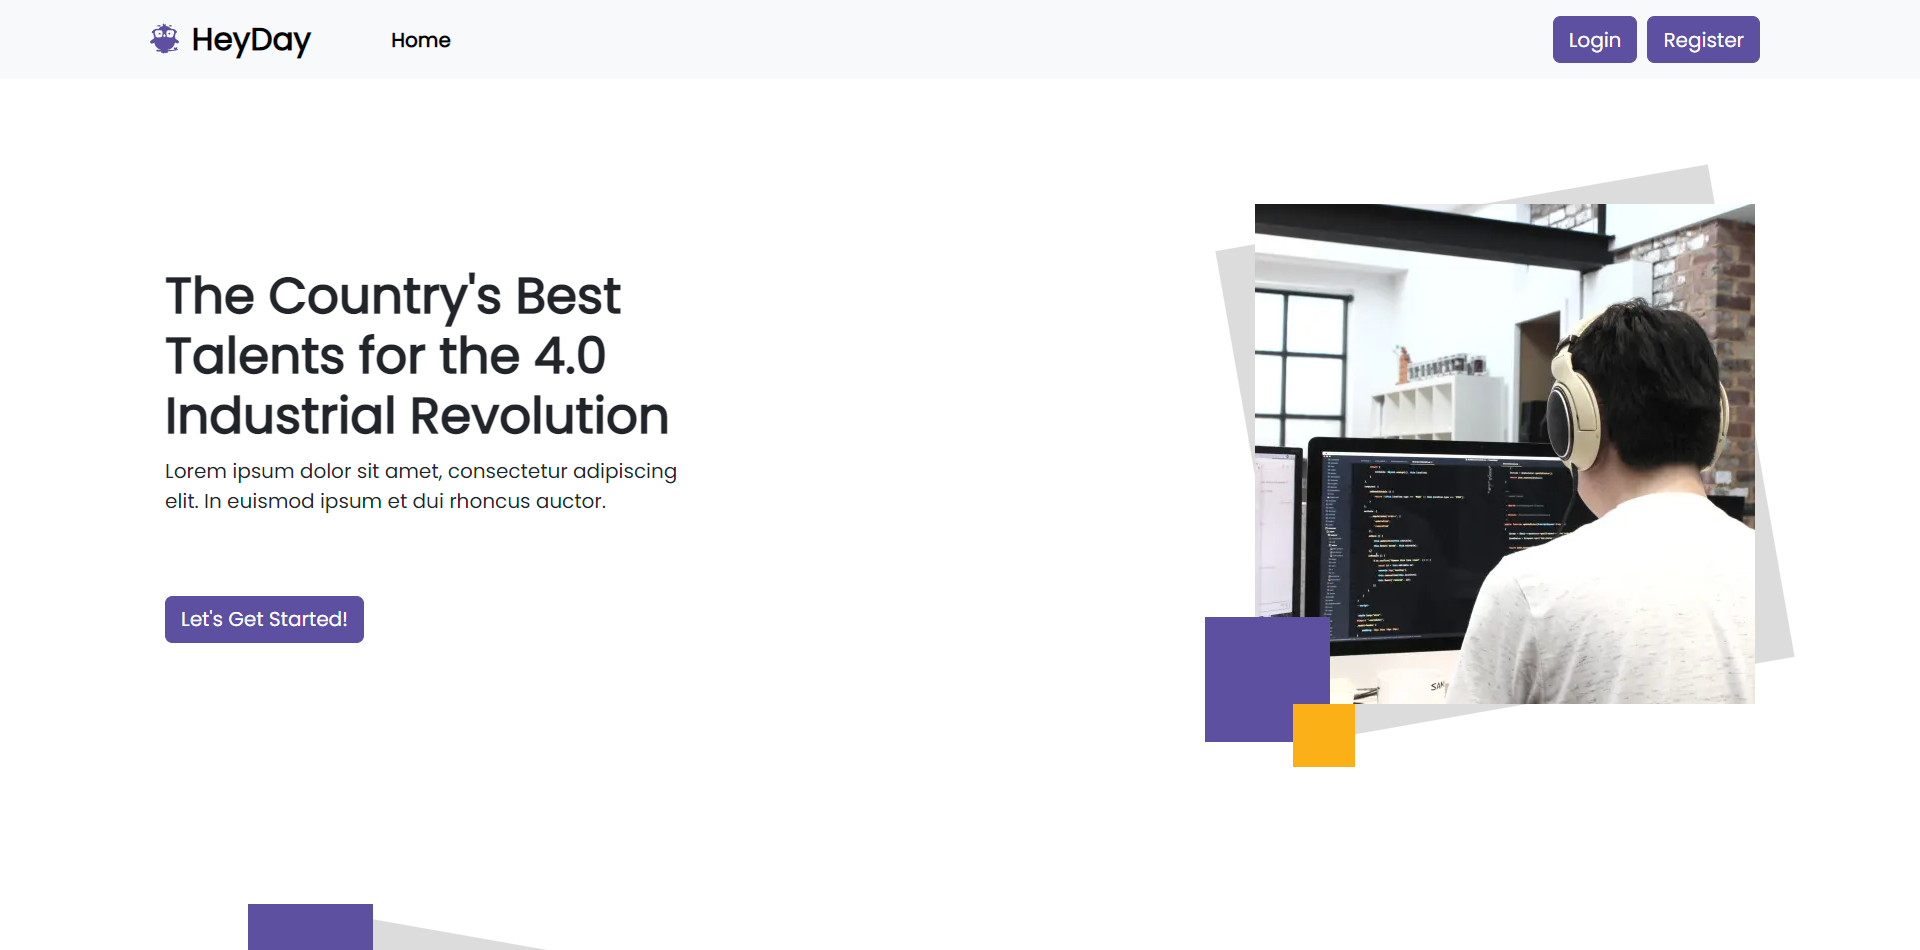 HeyDay
Home
Login
Register
The Country's Best
Talents for the 4.0
Industrial Revolution
Lorem ipsum dolor sit amet, consectetur adipiscing
elit. In euismod ipsum et dui rhoncus auctor.
Let's Get Started!